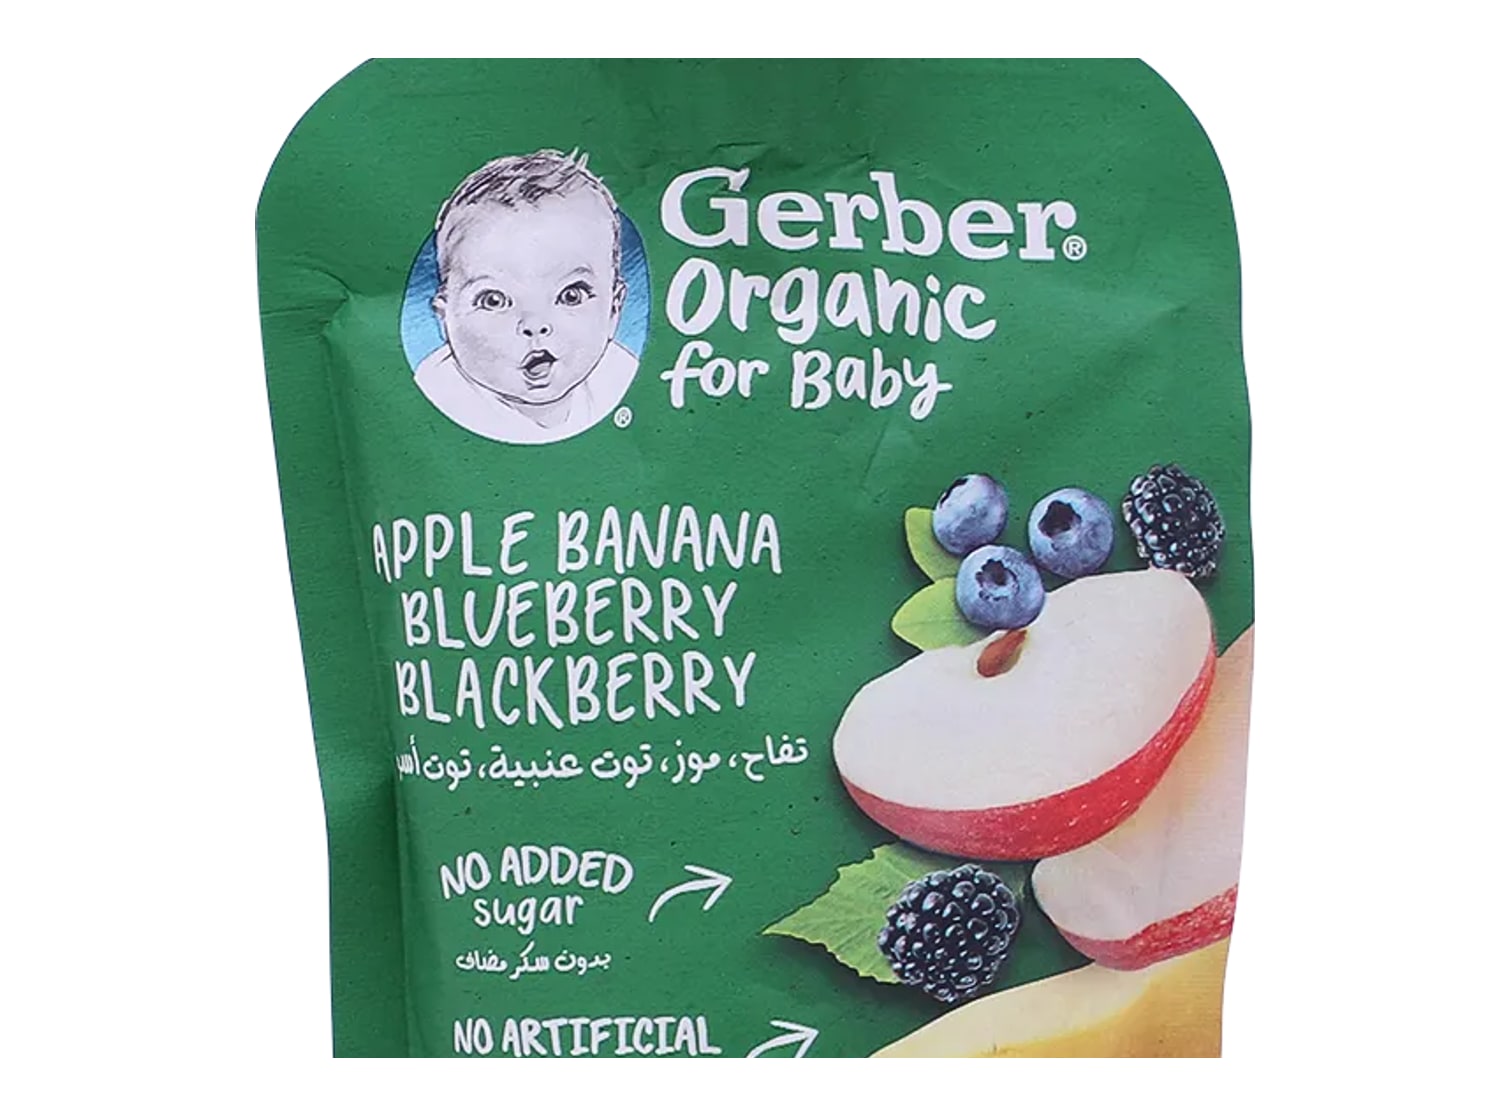 Gerber®
Organic
for Baby
®
APPLE BANANA
BLUEBERRY
BLACKBERRY
تفاح، موز، توت عنبية، توت
NO ADDED
sugar
بدون سكر مضاف
NO ARTIFICIAL